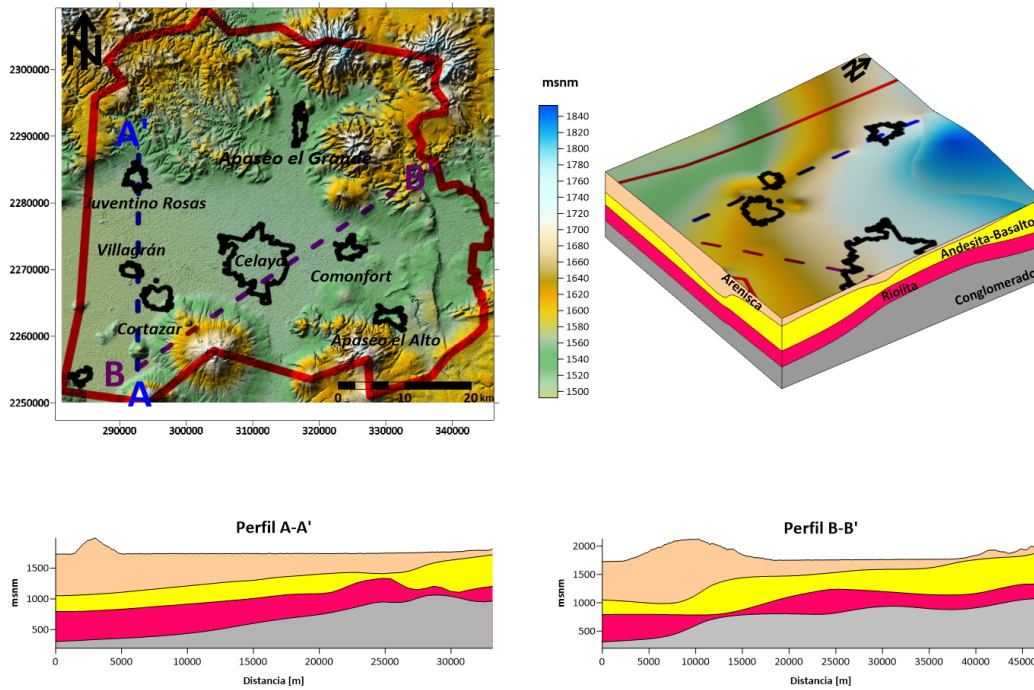 N
2300000
2290000
2280000
2270000
2260000
2250000
A'
Apaseo el Grande
B'
Juventino Rosas
Villagrán
Celaya
Comonfort
Cortazar
Apaseo el Alto
B
A
0 10 20 km
290000 300000 310000 320000 330000 340000
msnm
1840
1820
1800
1780
1760
1740
1720
1700
1680
1660
1640
1620
1600
1580
1560
1540
1520
1500
N
Arenisca
Andesita-Basalto
Riolita
Conglomerado
Perfil A-A'
msnm
1500
1000
500
0 5000 10000 15000 20000 25000 30000
Distancia [m]
Perfil B-B'
msnm
2000
1500
1000
500
0 5000 10000 15000 20000 25000 30000 35000 40000 45000
Distancia [m]